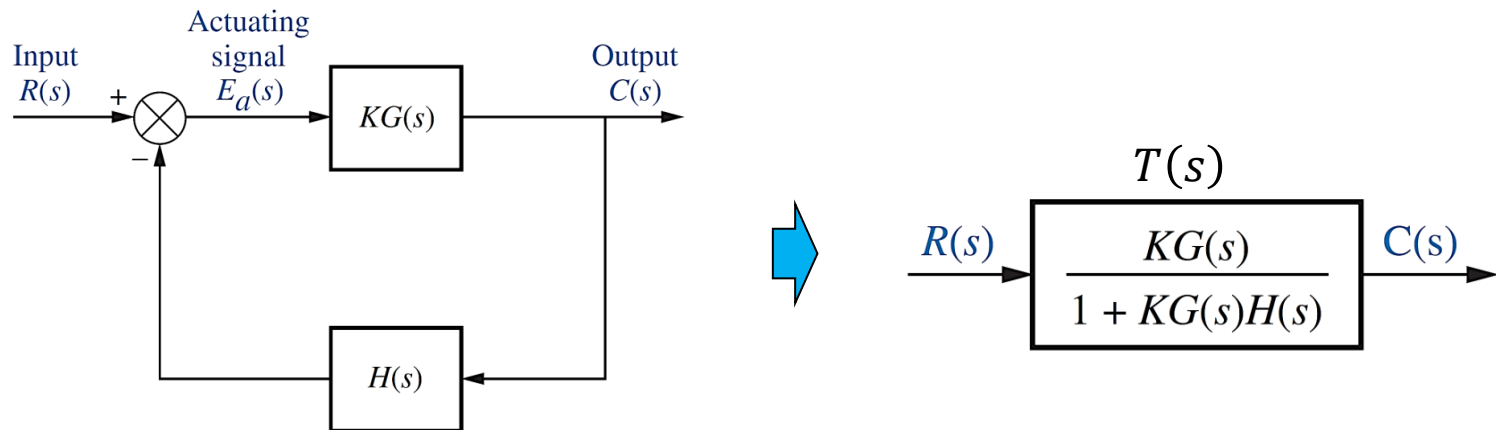 Input
R(s)
+
−
Actuating
signal
E_a(s)
KG(s)
Output
C(s)
H(s)
T(s)
R(s)
KG(s)
1 + KG(s)H(s)
C(s)